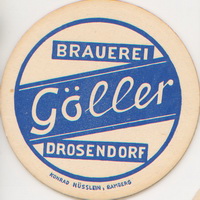 BRAUEREI
Göller
DROSENDORF
KONRAD NÜSSLEIN, BAMBERG